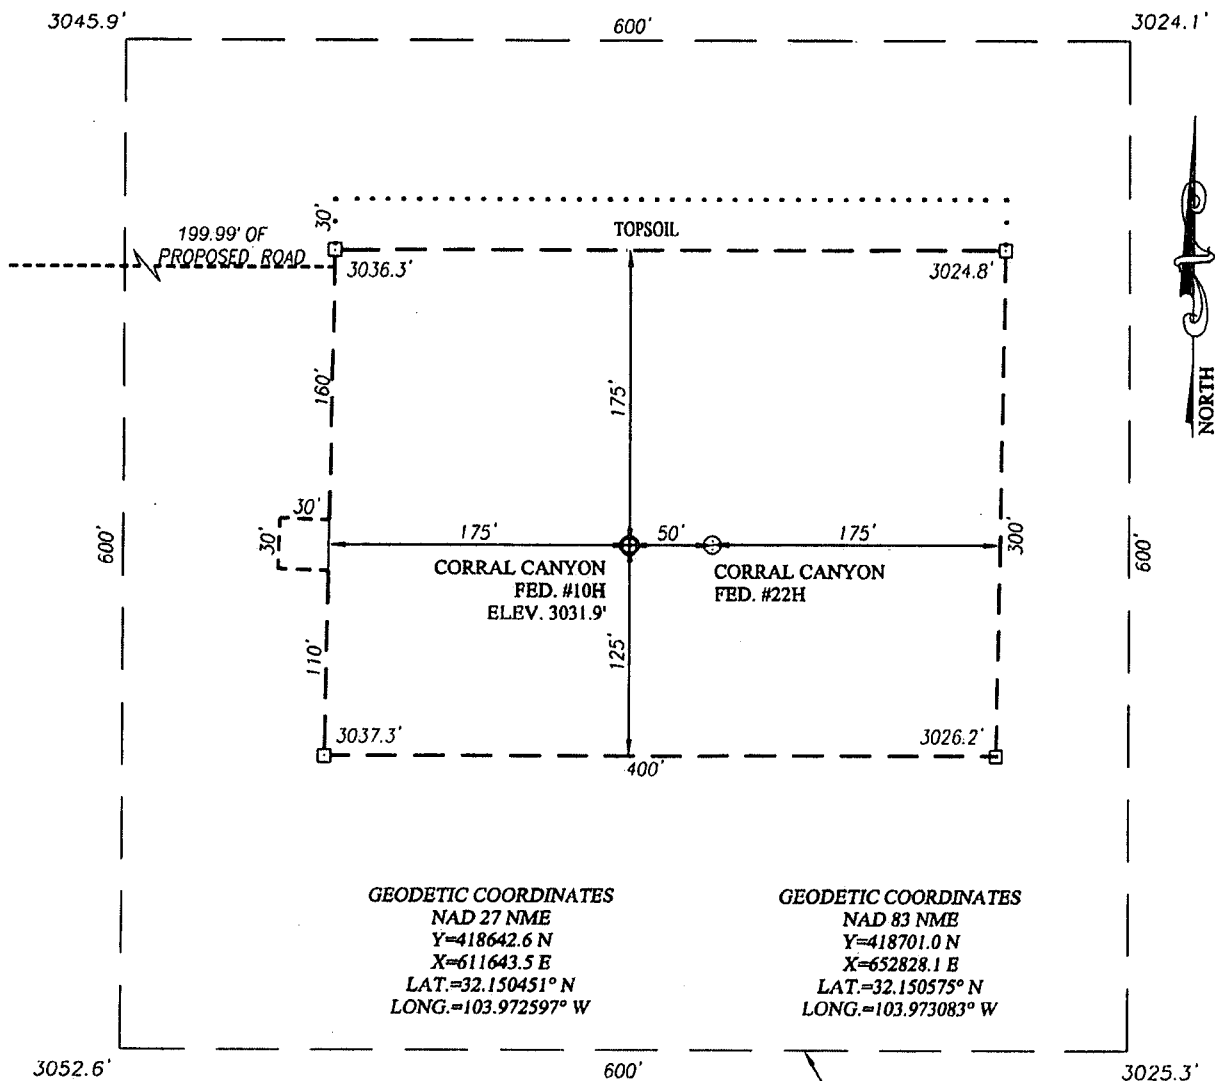 3045.9'
600'
3024.1'
30'
TOPSOIL
199.99' OF
PROPOSED ROAD
3036.3'
3024.8'
NORTH
160'
175'
30'
30'
600'
175'
50'
175'
300'
600'
CORRAL CANYON
FED. #10H
ELEV. 3031.9'
CORRAL CANYON
FED. #22H
110'
125'
3037.3'
3026.2'
400'
GEODETIC COORDINATES
NAD 27 NME
Y=418642.6 N
X=611643.5 E
LAT.=32.150451° N
LONG.=103.972597° W
GEODETIC COORDINATES
NAD 83 NME
Y=418701.0 N
X=652828.1 E
LAT.=32.150575° N
LONG.=103.973083° W
3052.6'
600'
3025.3'